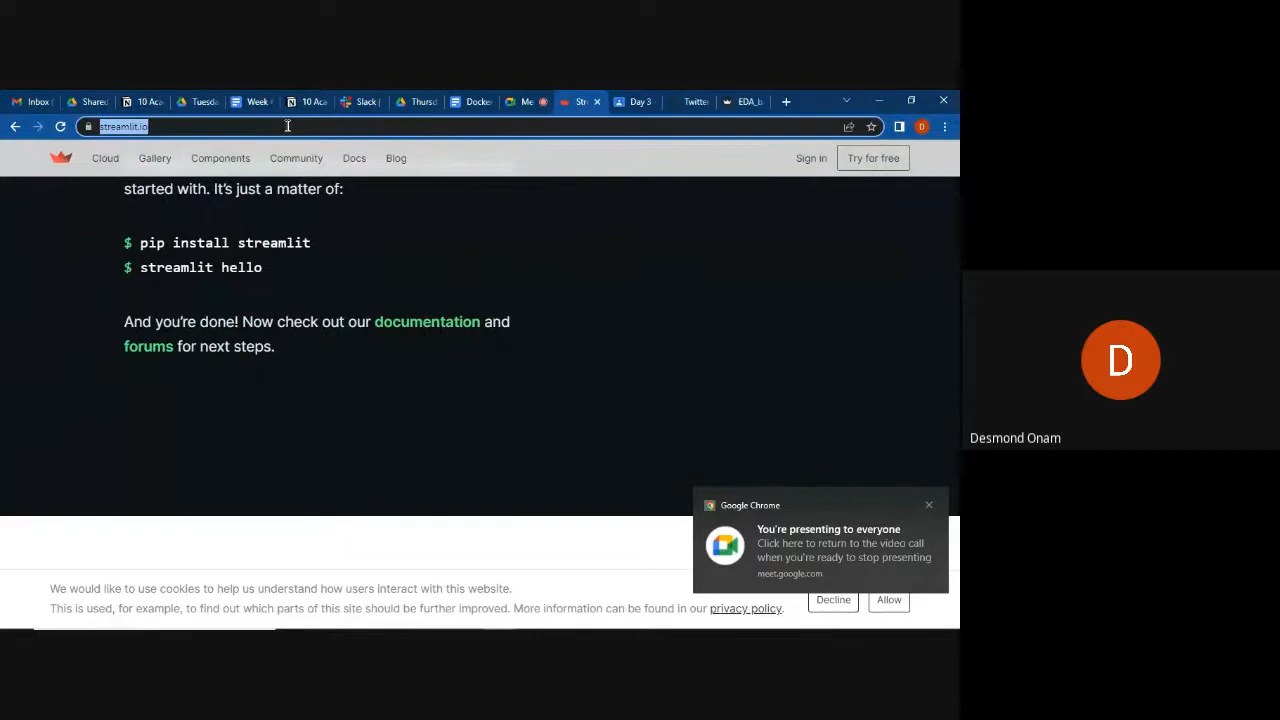 Inbox
Shared
10 Aca
Tuesda
Week
10 Aca
Slack |
Thursd
Docker
Me
Str
Day 3
Twitter
EDA_b
streamlit.io
D
Cloud
Gallery
Components
Community
Docs
Blog
Sign in
Try for free
started with. It's just a matter of:
$ pip install streamlit
$ streamlit hello
And you're done! Now check out our documentation and
forums for next steps.
D
Desmond Onam
Google Chrome
You're presenting to everyone
Click here to return to the video call
when you're ready to stop presenting
meet.google.com
We would like to use cookies to help us understand how users interact with this website.
This is used, for example, to find out which parts of this site should be further improved. More information can be found in our privacy policy.
Decline
Allow